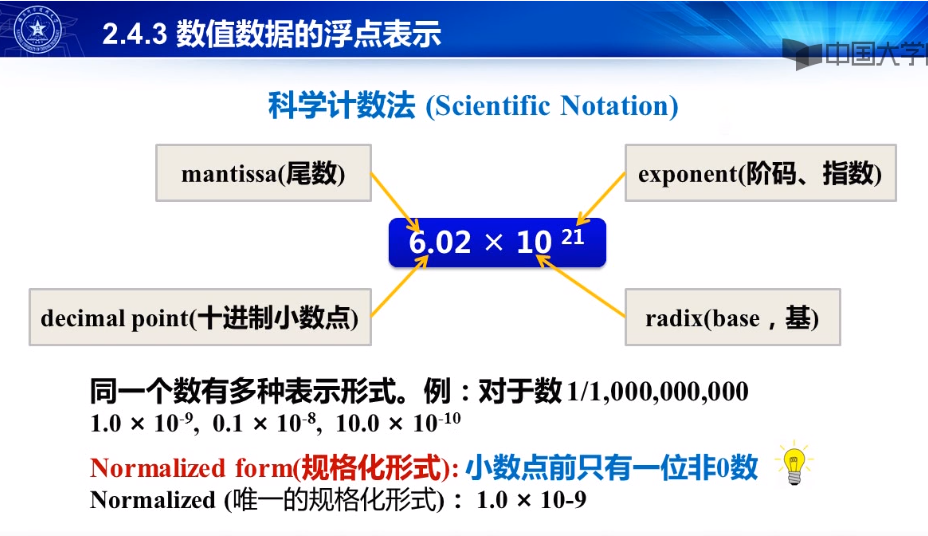 2.4.3 数值数据的浮点表示
中国大学
科学计数法 (Scientific Notation)
mantissa(尾数)
exponent(阶码、指数)
6.02 × 10 21
decimal point(十进制小数点)
radix(base，基)
同一个数有多种表示形式。例：对于数1/1,000,000,000
1.0 × 10-9, 0.1 × 10-8, 10.0 × 10-10
Normalized form(规格化形式): 小数点前只有一位非0数
Normalized (唯一的规格化形式)： 1.0 × 10-9